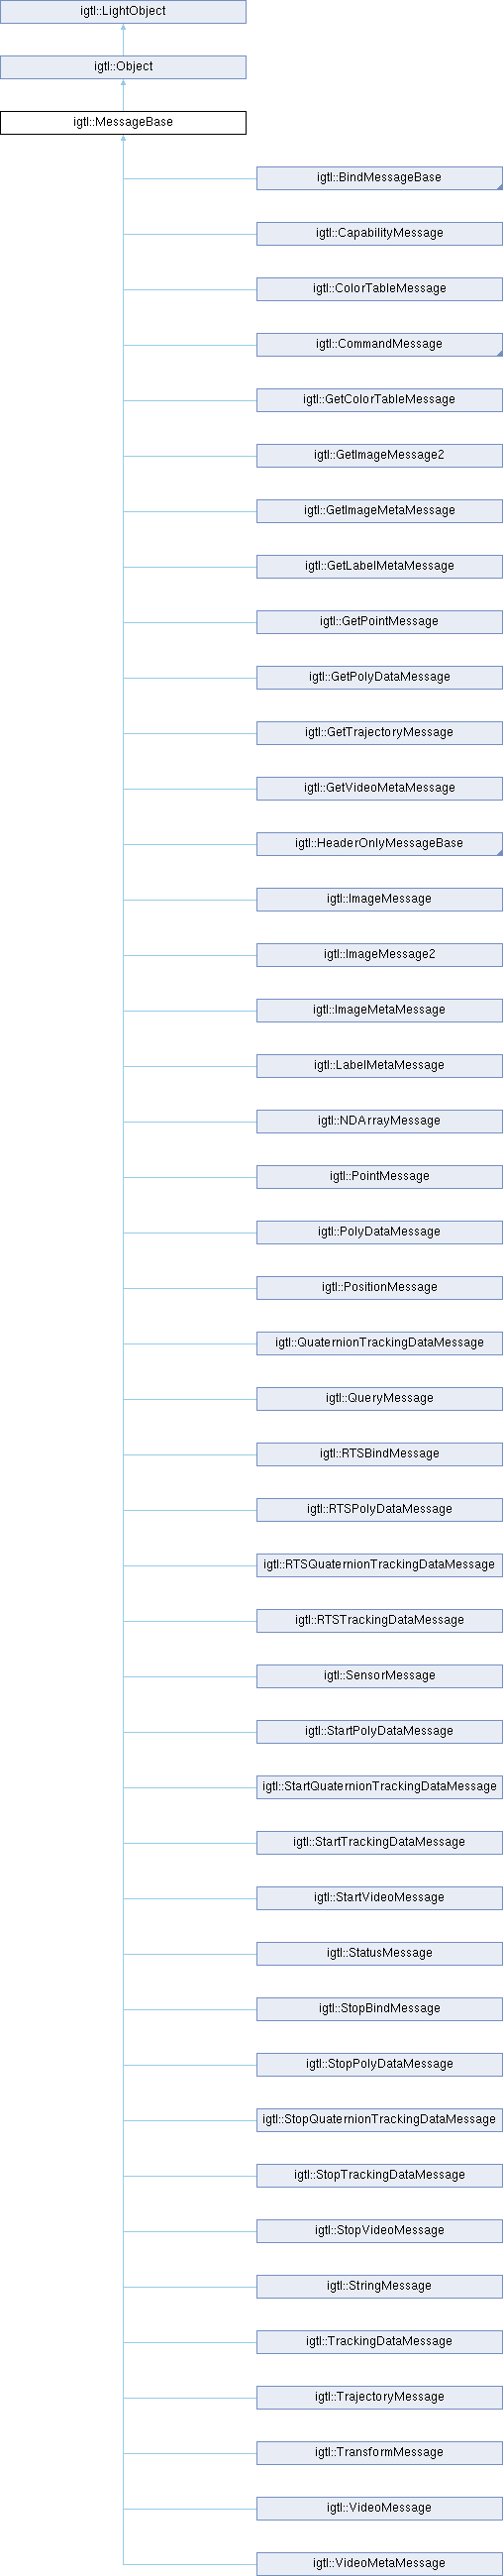 igtl::LightObject
igtl::Object
igtl::MessageBase
igtl::BindMessageBase
igtl::CapabilityMessage
igtl::ColorTableMessage
igtl::CommandMessage
igtl::GetColorTableMessage
igtl::GetImageMessage2
igtl::GetImageMetaMessage
igtl::GetLabelMetaMessage
igtl::GetPointMessage
igtl::GetPolyDataMessage
igtl::GetTrajectoryMessage
igtl::GetVideoMetaMessage
igtl::HeaderOnlyMessageBase
igtl::ImageMessage
igtl::ImageMessage2
igtl::ImageMetaMessage
igtl::LabelMetaMessage
igtl::NDArrayMessage
igtl::PointMessage
igtl::PolyDataMessage
igtl::PositionMessage
igtl::QuaternionTrackingDataMessage
igtl::QueryMessage
igtl::RTSBindMessage
igtl::RTSPolyDataMessage
igtl::RTSQuaternionTrackingDataMessage
igtl::RTSTrackingDataMessage
igtl::SensorMessage
igtl::StartPolyDataMessage
igtl::StartQuaternionTrackingDataMessage
igtl::StartTrackingDataMessage
igtl::StartVideoMessage
igtl::StatusMessage
igtl::StopBindMessage
igtl::StopPolyDataMessage
igtl::StopQuaternionTrackingDataMessage
igtl::StopTrackingDataMessage
igtl::StopVideoMessage
igtl::StringMessage
igtl::TrackingDataMessage
igtl::TrajectoryMessage
igtl::TransformMessage
igtl::VideoMessage
igtl::VideoMetaMessage